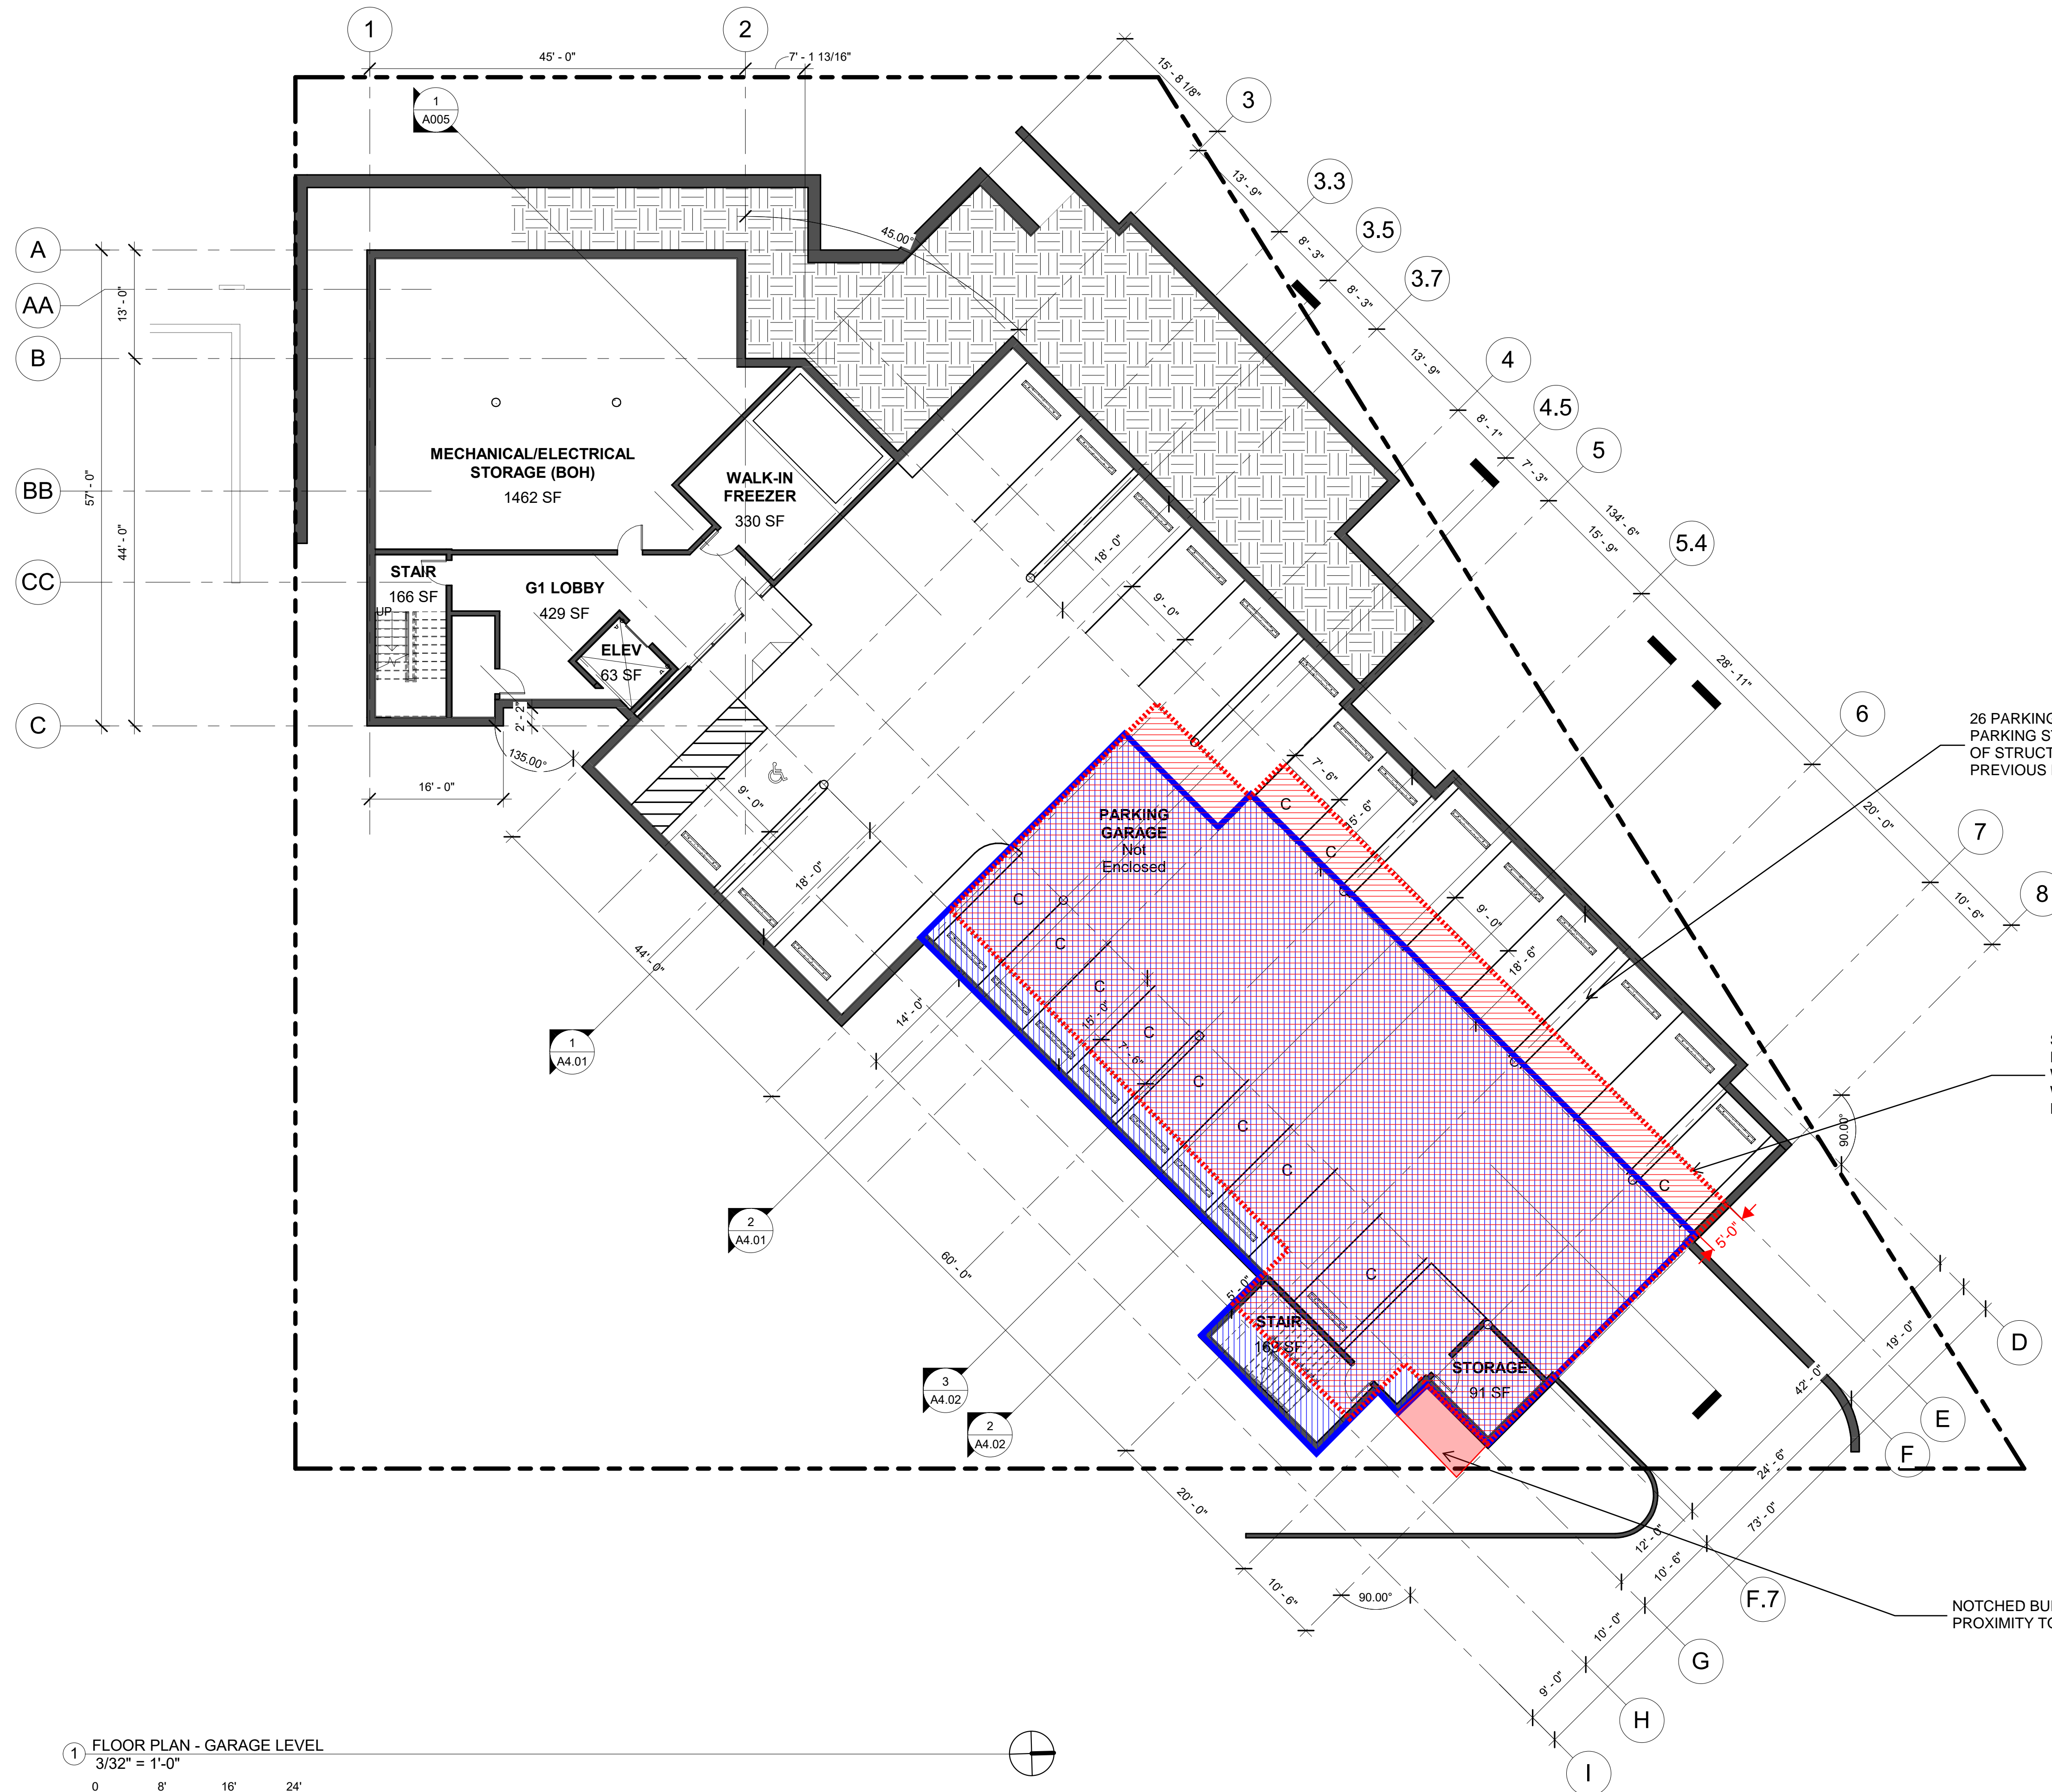 1
2
45' - 0"
7' - 1 13/16"
15' - 8 1/8"
3
1
A005
13' - 9"
3.3
8' - 3"
3.5
45.00°
A
8' - 3"
3.7
AA
13' - 0"
13' - 9"
4
B
8' - 1"
4.5
7' - 3"
5
MECHANICAL/ELECTRICAL
STORAGE (BOH)
1462 SF
WALK-IN
FREEZER
330 SF
BB
57' - 0"
44' - 0"
134' - 6"
15' - 9"
5.4
18' - 0"
CC
STAIR
166 SF
UP
G1 LOBBY
429 SF
9' - 0"
ELEV
63 SF
28' - 11"
C
2' - 2"
135.00°
6
26 PARKING
PARKING ST
OF STRUCT
PREVIOUS
16' - 0"
9' - 0"
7' - 6"
20' - 0"
7
C
15' - 6"
PARKING
GARAGE
Not
Enclosed
C
18' - 0"
10' - 6"
8
C
9' - 0"
18' - 6"
C
44' - 0"
14' - 0"
C
15' - 0"
C
7' - 6"
1
A4.01
C
C
90.00°
C
C
2
A4.01
5'-0"
60' - 0"
C
5' - 0"
STAIR
STORAGE
91 SF
19' - 0"
D
42' - 0"
3
A4.02
E
2
A4.02
F
24' - 6"
20' - 0"
73' - 0"
12' - 0"
10' - 6"
10' - 6"
90.00°
F.7
NOTCHED BU
PROXIMITY TO
10' - 0"
G
9' - 0"
H
I
1
FLOOR PLAN - GARAGE LEVEL
3/32" = 1'-0"
0 8' 16' 24'